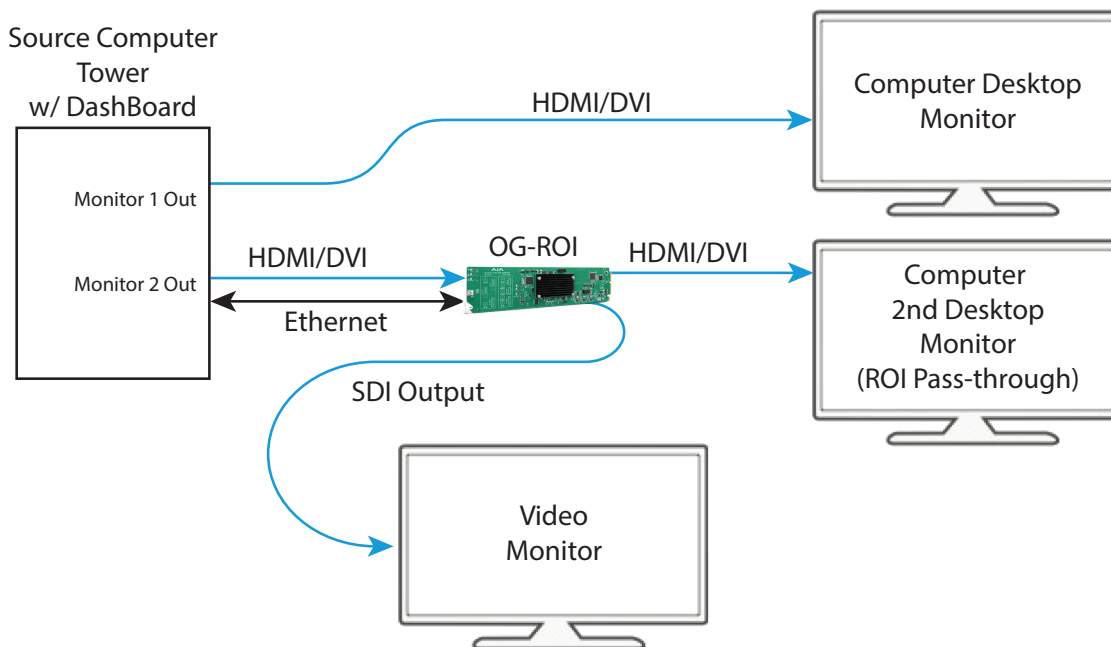 Source Computer
Tower
w/ DashBoard
Monitor 1 Out
Monitor 2 Out
HDMI/DVI
Computer Desktop
Monitor
HDMI/DVI
OG-ROI
HDMI/DVI
Ethernet
Computer
2nd Desktop
Monitor
(ROI Pass-through)
SDI Output
Video
Monitor